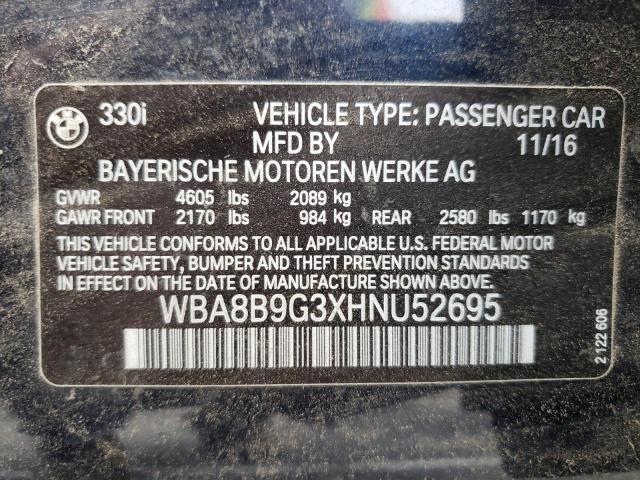 330i VEHICLE TYPE: PASSENGER CAR
MFD BY 11/16
BAYERISCHE MOTOREN WERKE AG
GVWR 4605 lbs 2089 kg
GAWR FRONT 2170 lbs 984 kg REAR 2580 lbs 1170 kg
THIS VEHICLE CONFORMS TO ALL APPLICABLE U.S. FEDERAL MOTOR
VEHICLE SAFETY, BUMPER AND THEFT PREVENTION STANDARDS
IN EFFECT ON THE DATE OF MANUFACTURE SHOWN ABOVE.
WBA8B9G3XHNU52695
2 122 606